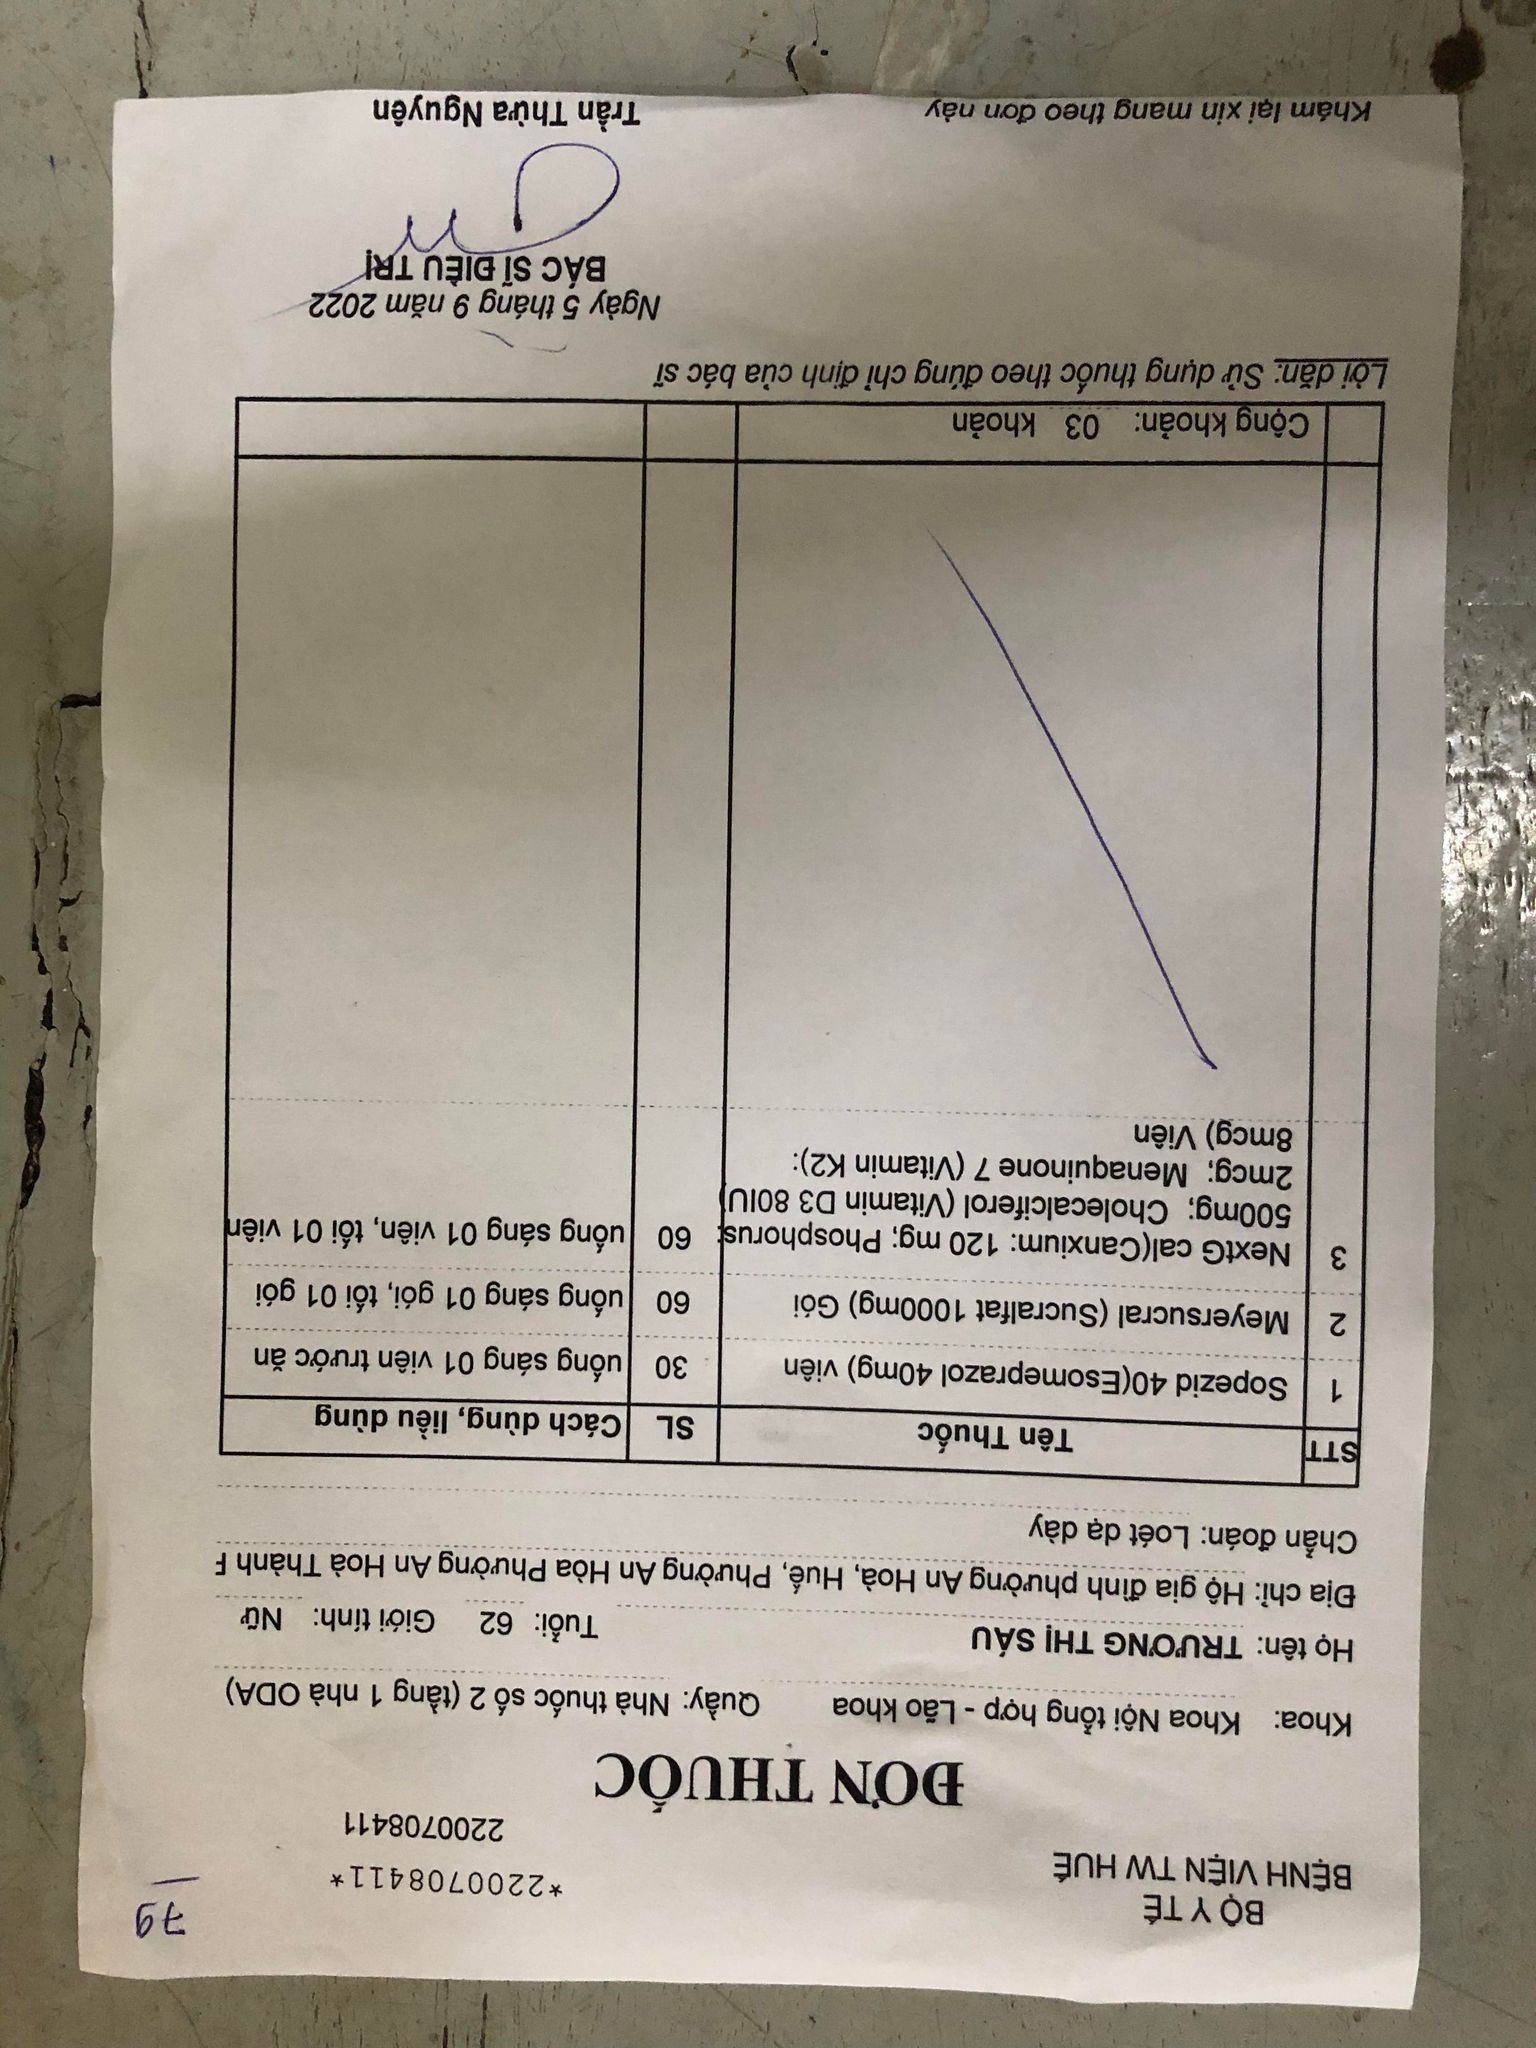 BỘ Y TẾ
BỆNH VIỆN TW HUẾ
*2200708411*
2200708411
79
ĐƠN THUỐC
Khoa: Khoa Nội tổng hợp - Lão khoa Quầy: Nhà thuốc số 2 (tầng 1 nhà ODA)
Họ tên: TRƯƠNG THỊ SÁU Tuổi: 62 Giới tính: Nữ
Địa chỉ: Hộ gia đình phường An Hoà, Huế, Phường An Hòa Phường An Hoà Thành F
Chẩn đoán: Loét dạ dày
STT Tên Thuốc SL Cách dùng, liều dùng
1 Sopezid 40(Esomeprazol 40mg) viên 30 uống sáng 01 viên trước ăn
2 Meyersucral (Sucralfat 1000mg) Gói 60 uống sáng 01 gói, tối 01 gói
3 NextG cal(Canxium: 120 mg; Phosphorus: 60 uống sáng 01 viên, tối 01 viên
500mg; Cholecalciferol (Vitamin D3 80IU)
2mcg; Menaquinone 7 (Vitamin K2):
8mcg) Viên
Cộng khoản: 03 khoản
Lời dặn: Sử dụng thuốc theo đúng chỉ định của bác sĩ
Ngày 5 tháng 9 năm 2022
BÁC SĨ ĐIỀU TRỊ
Khám lại xin mang theo đơn này Trần Thừa Nguyên